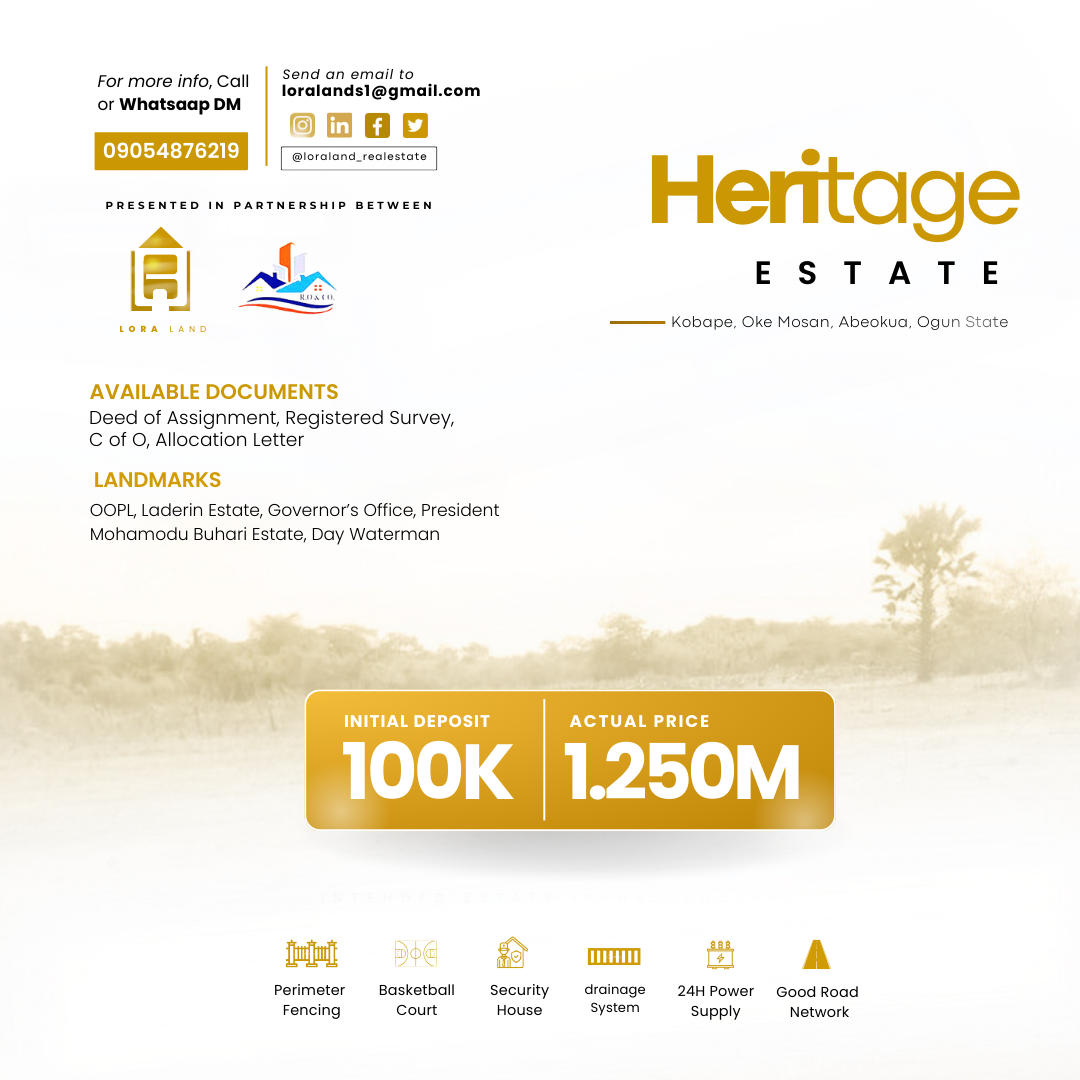 For more info, Call
or Whatsaap DM
09054876219
Send an email to
loralands1@gmail.com
@loraland_realestate
PRESENTED IN PARTNERSHIP BETWEEN
LORA LAND
R.O & CO.
Heritage
ESTATE
Kobape, Oke Mosan, Abeokua, Ogun State
AVAILABLE DOCUMENTS
Deed of Assignment, Registered Survey,
C of O, Allocation Letter
LANDMARKS
OOPL, Laderin Estate, Governor’s Office, President
Mohamodu Buhari Estate, Day Waterman
INITIAL DEPOSIT
100K
ACTUAL PRICE
1.250M
INTENDED ESTATE
Perimeter
Fencing
Basketball
Court
Security
House
drainage
System
24H Power
Supply
Good Road
Network